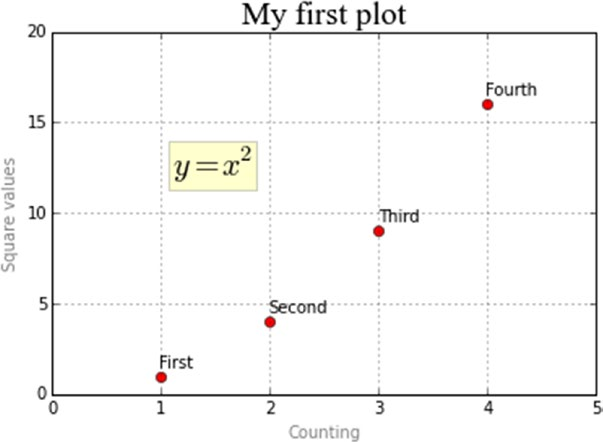 My first plot
20
Fourth
15
y=x²
Square values
10
Third
5
Second
First
0
0 1 2 3 4 5
Counting